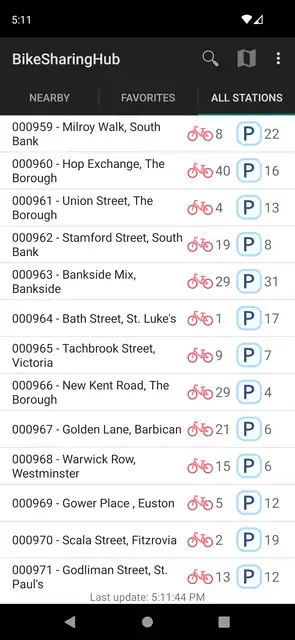 5:11
BikeSharingHub
NEARBY FAVORITES ALL STATIONS
000959 - Milroy Walk, South
Bank
8 P 22
000960 - Hop Exchange, The
Borough
40 P 16
000961 - Union Street, The
Borough
4 P 13
000962 - Stamford Street, South
Bank
19 P 8
000963 - Bankside Mix,
Bankside
29 P 31
000964 - Bath Street, St. Luke's 1 P 17
000965 - Tachbrook Street,
Victoria
9 P 7
000966 - New Kent Road, The
Borough
29 P 4
000967 - Golden Lane, Barbican 21 P 6
000968 - Warwick Row,
Westminster
15 P 6
000969 - Gower Place , Euston 5 P 12
000970 - Scala Street, Fitzrovia 2 P 19
000971 - Godliman Street, St.
Paul's
13 P 12
Last update: 5:11:44 PM